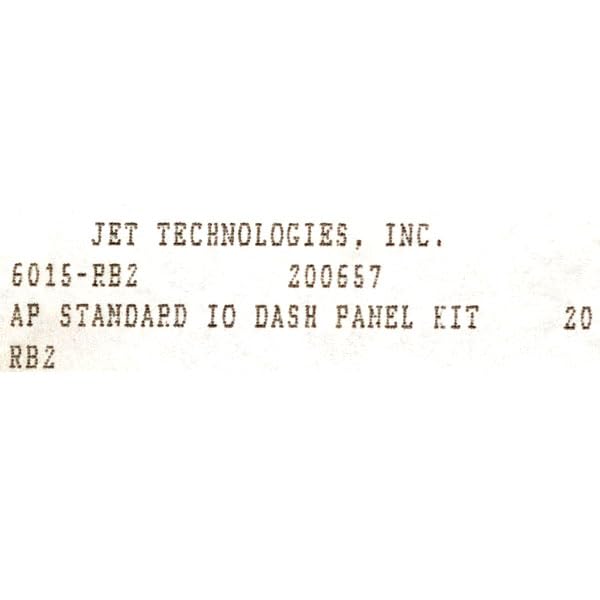 JET TECHNOLOGIES, INC.
6015-RB2 200657
AP STANDARD IO DASH PANEL KIT 20
RB2